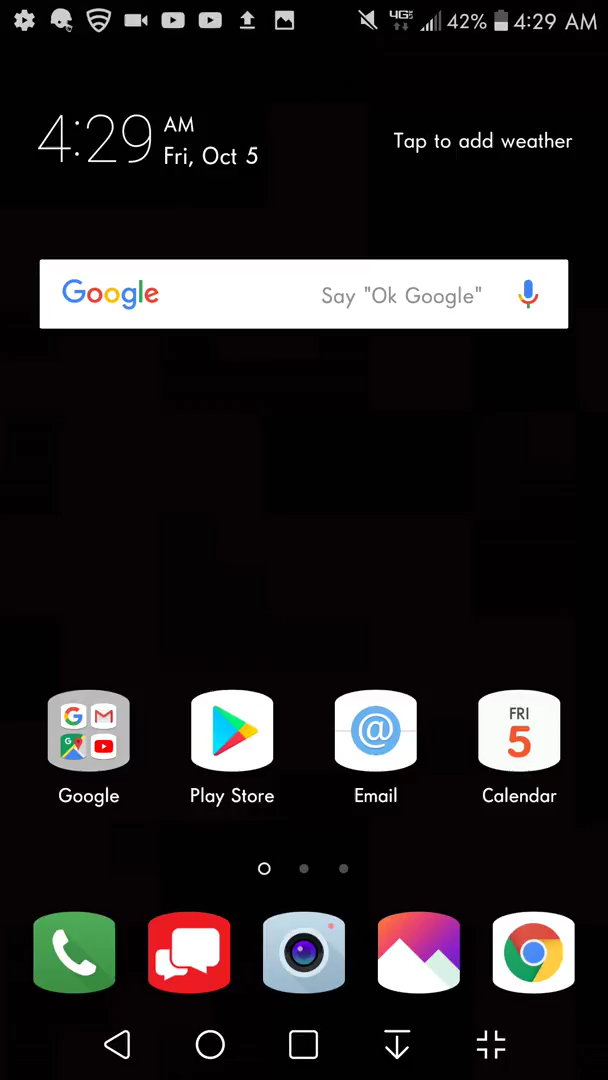 4G 42% 4:29 AM
4:29 AM
Fri, Oct 5
Tap to add weather
Google Say "Ok Google"
FRI
5
Google Play Store Email Calendar